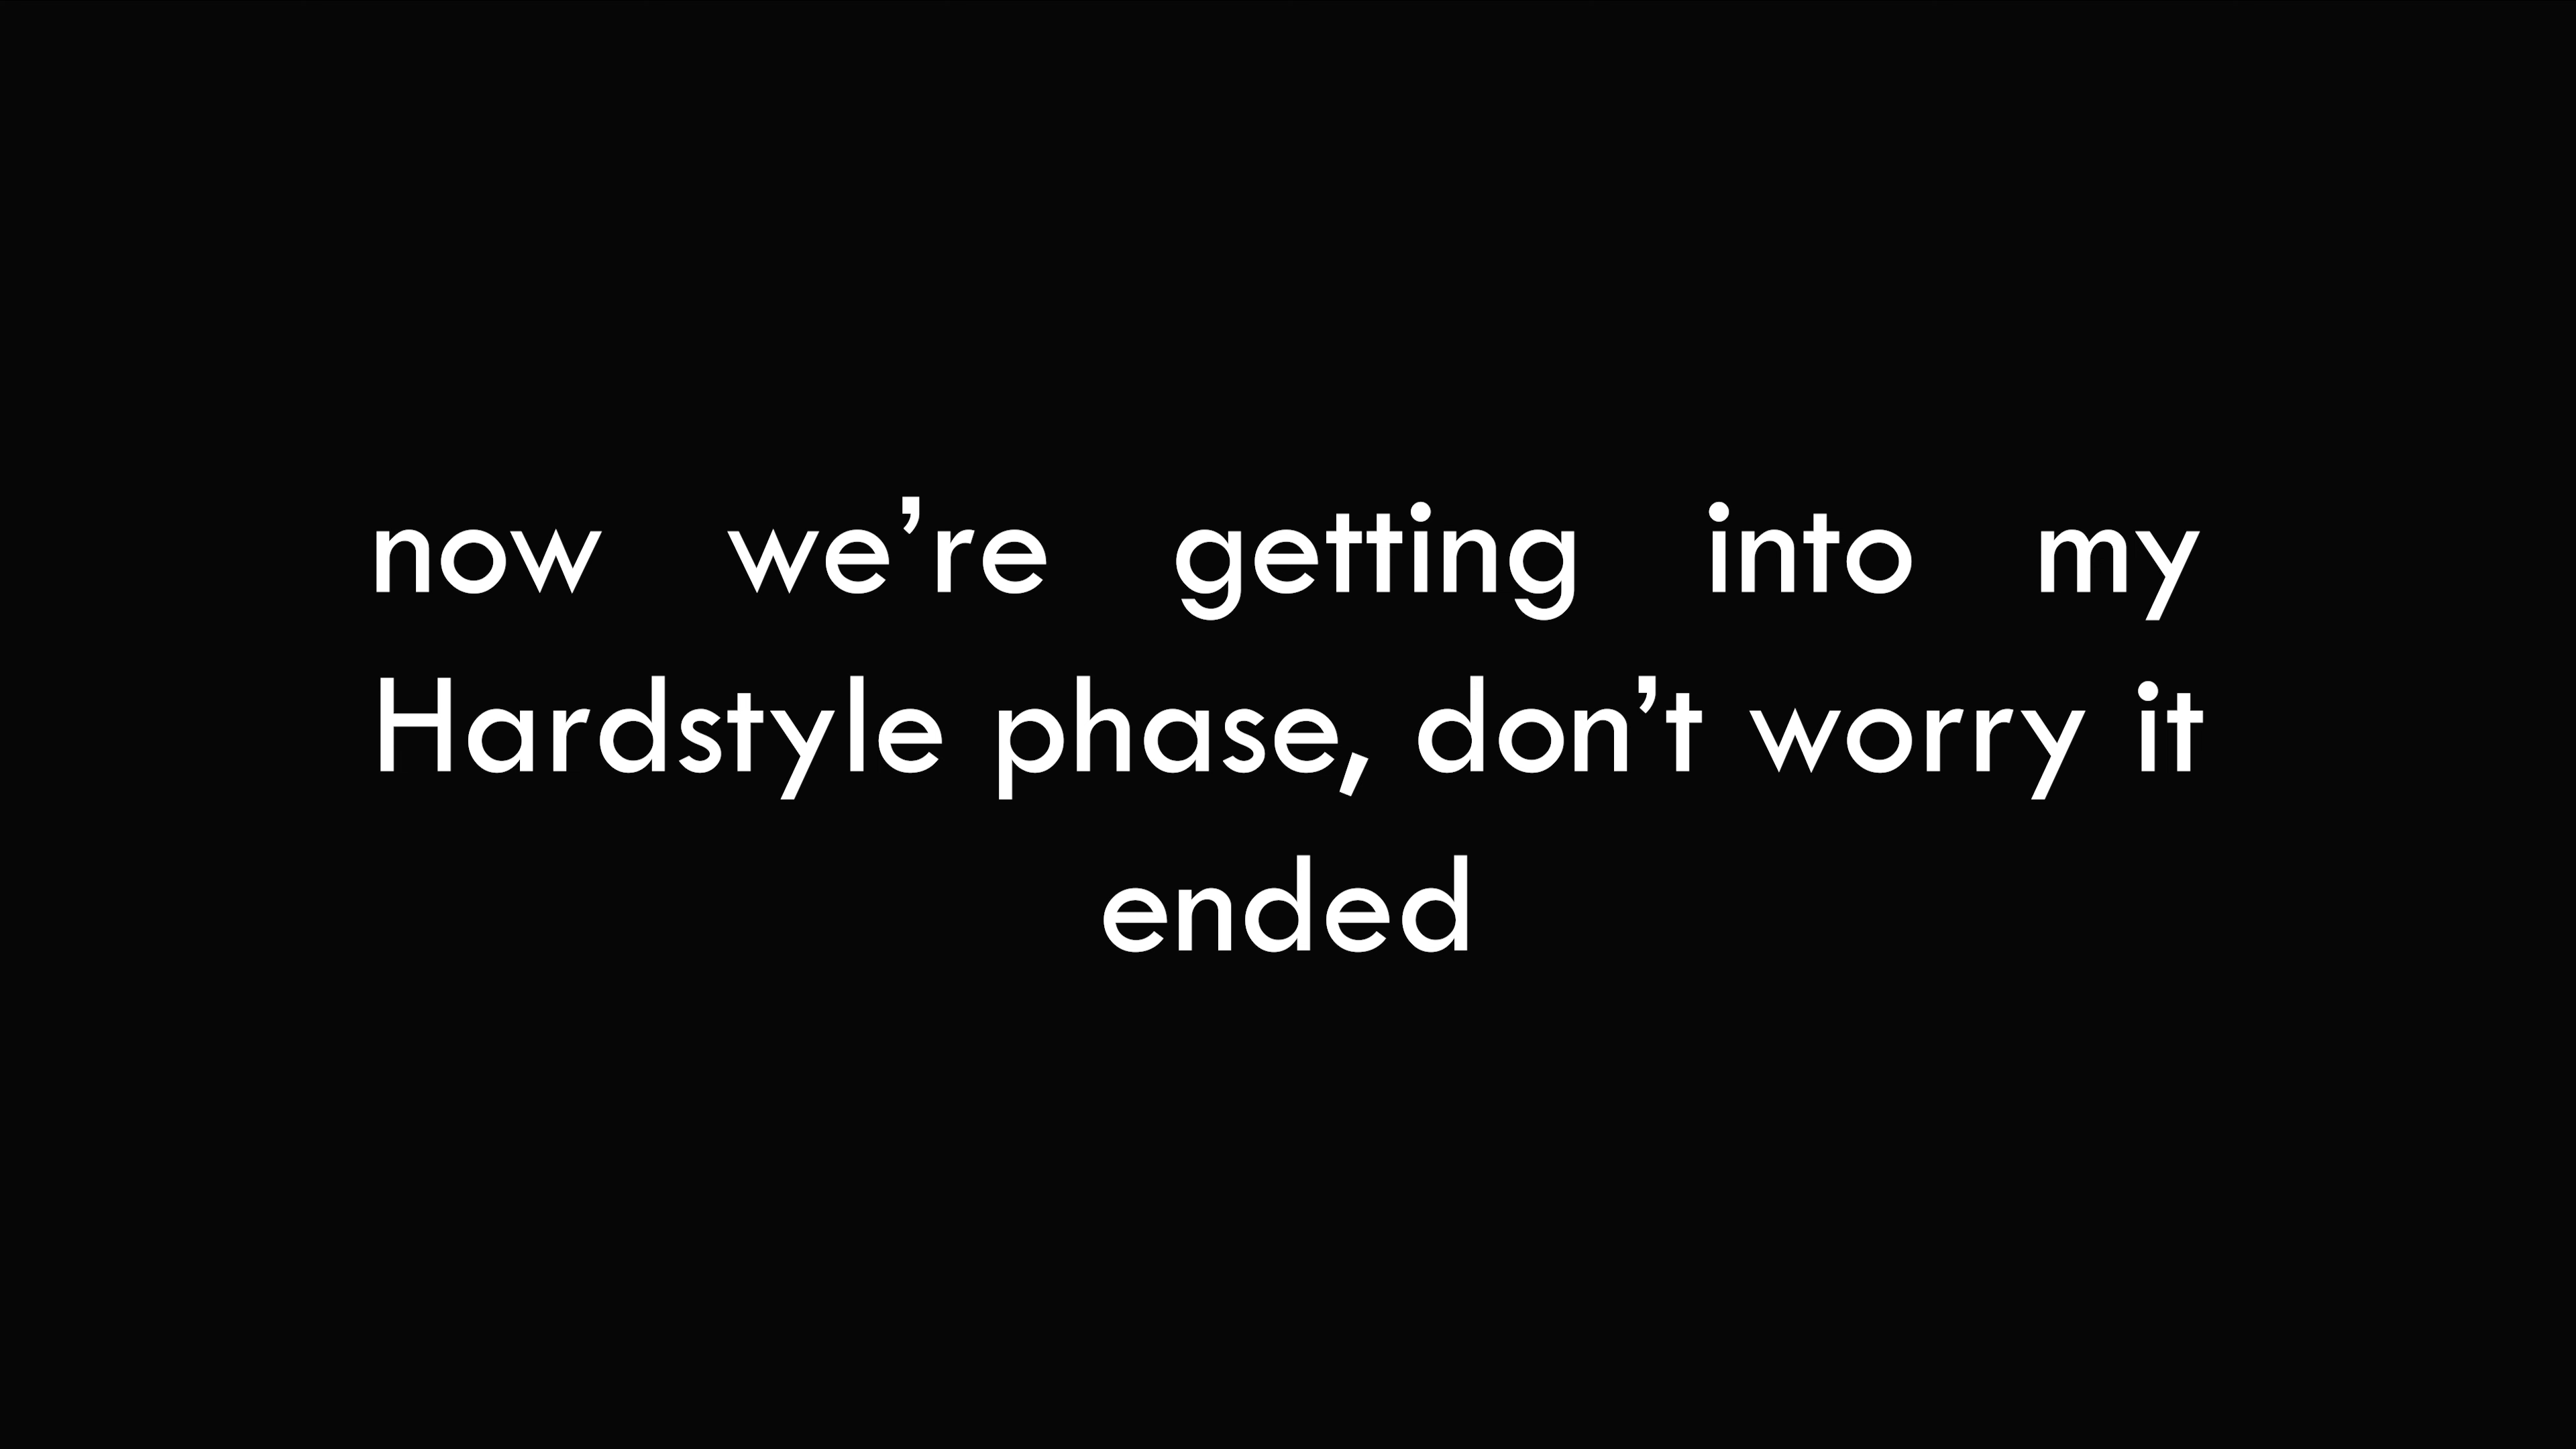 now we’re getting into my
Hardstyle phase, don’t worry it
ended